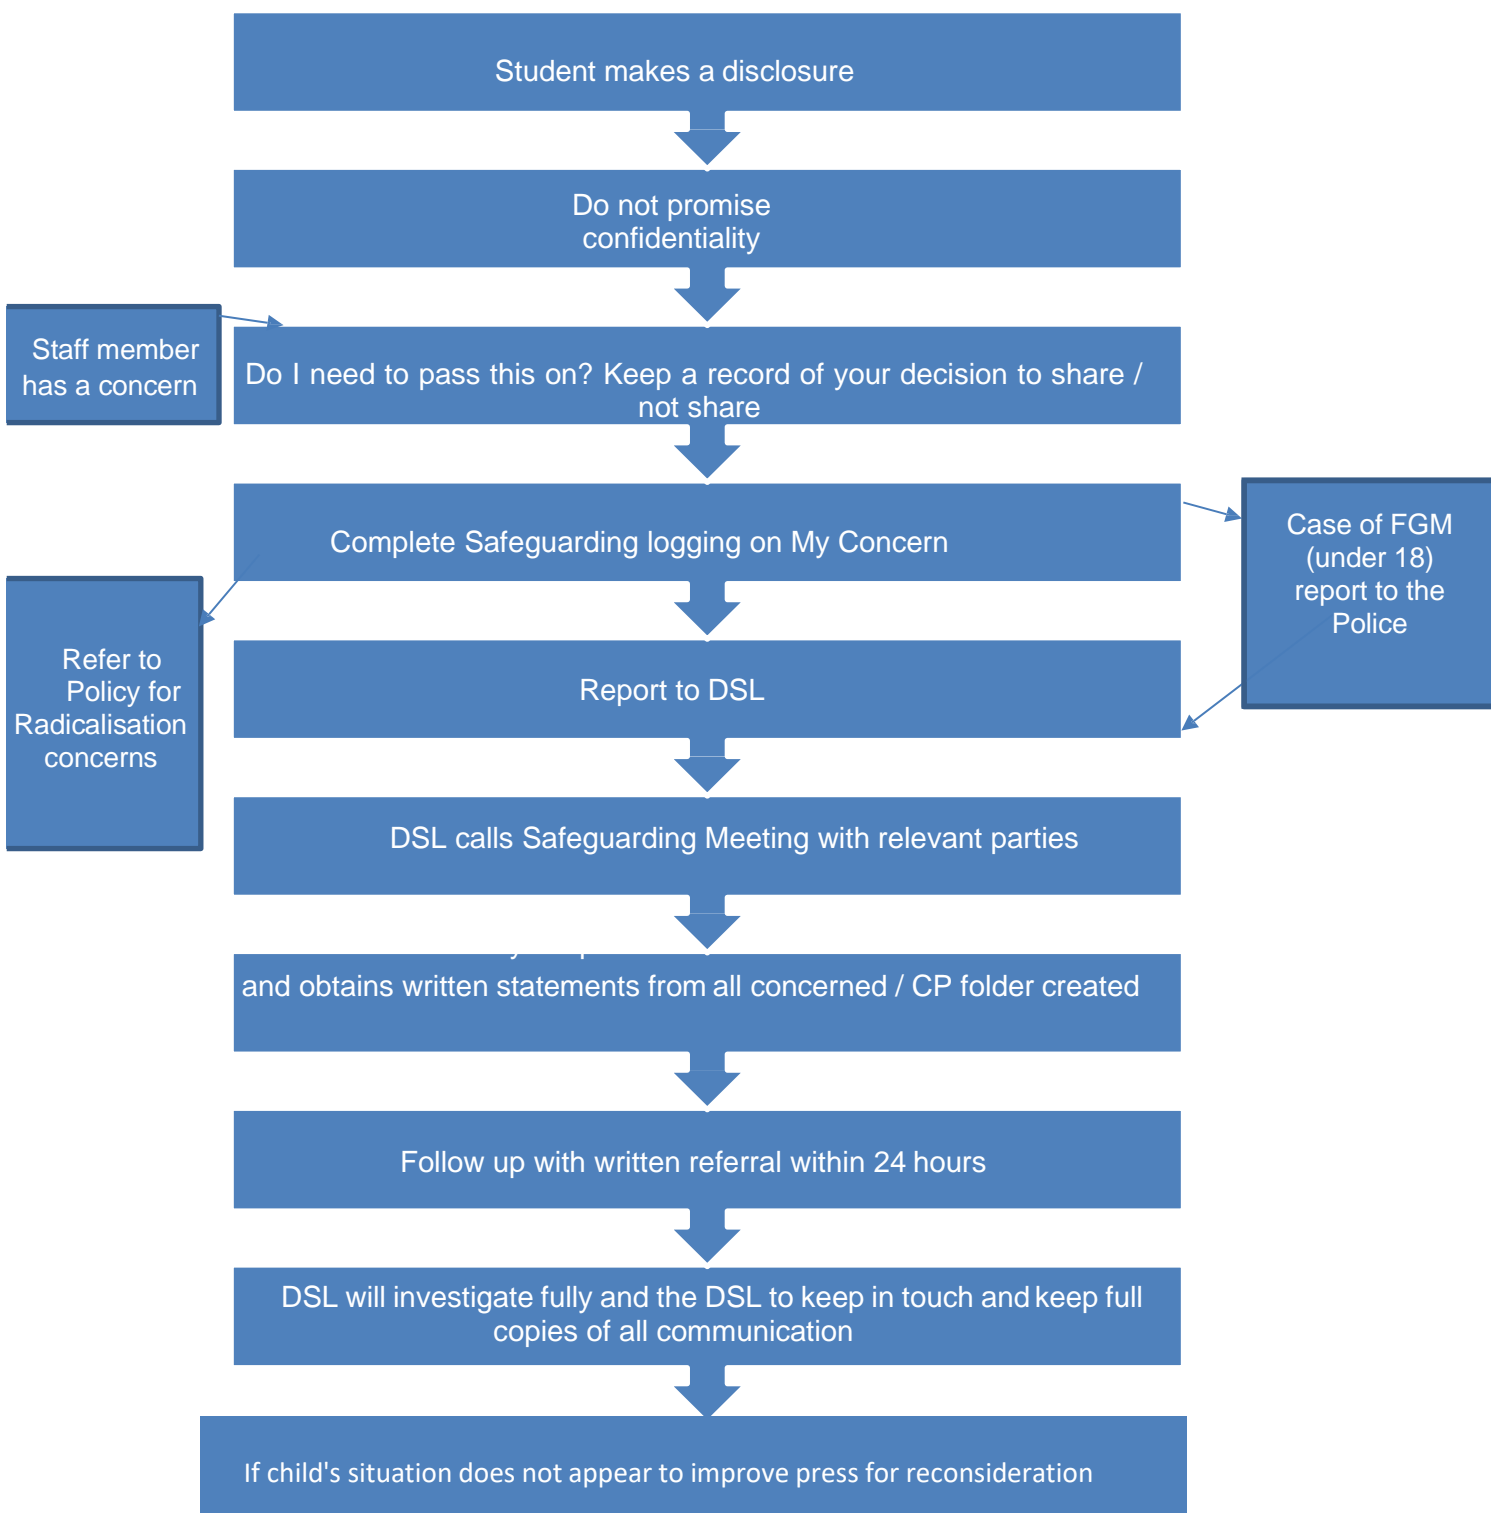 Student makes a disclosure
Do not promise
confidentiality
Staff member
has a concern
Do I need to pass this on? Keep a record of your decision to share /
not share
Complete Safeguarding logging on My Concern
Case of FGM
(under 18)
report to the
Police
Refer to
Policy for
Radicalisation
concerns
Report to DSL
DSL calls Safeguarding Meeting with relevant parties
and obtains written statements from all concerned / CP folder created
Follow up with written referral within 24 hours
DSL will investigate fully and the DSL to keep in touch and keep full
copies of all communication
If child's situation does not appear to improve press for reconsideration